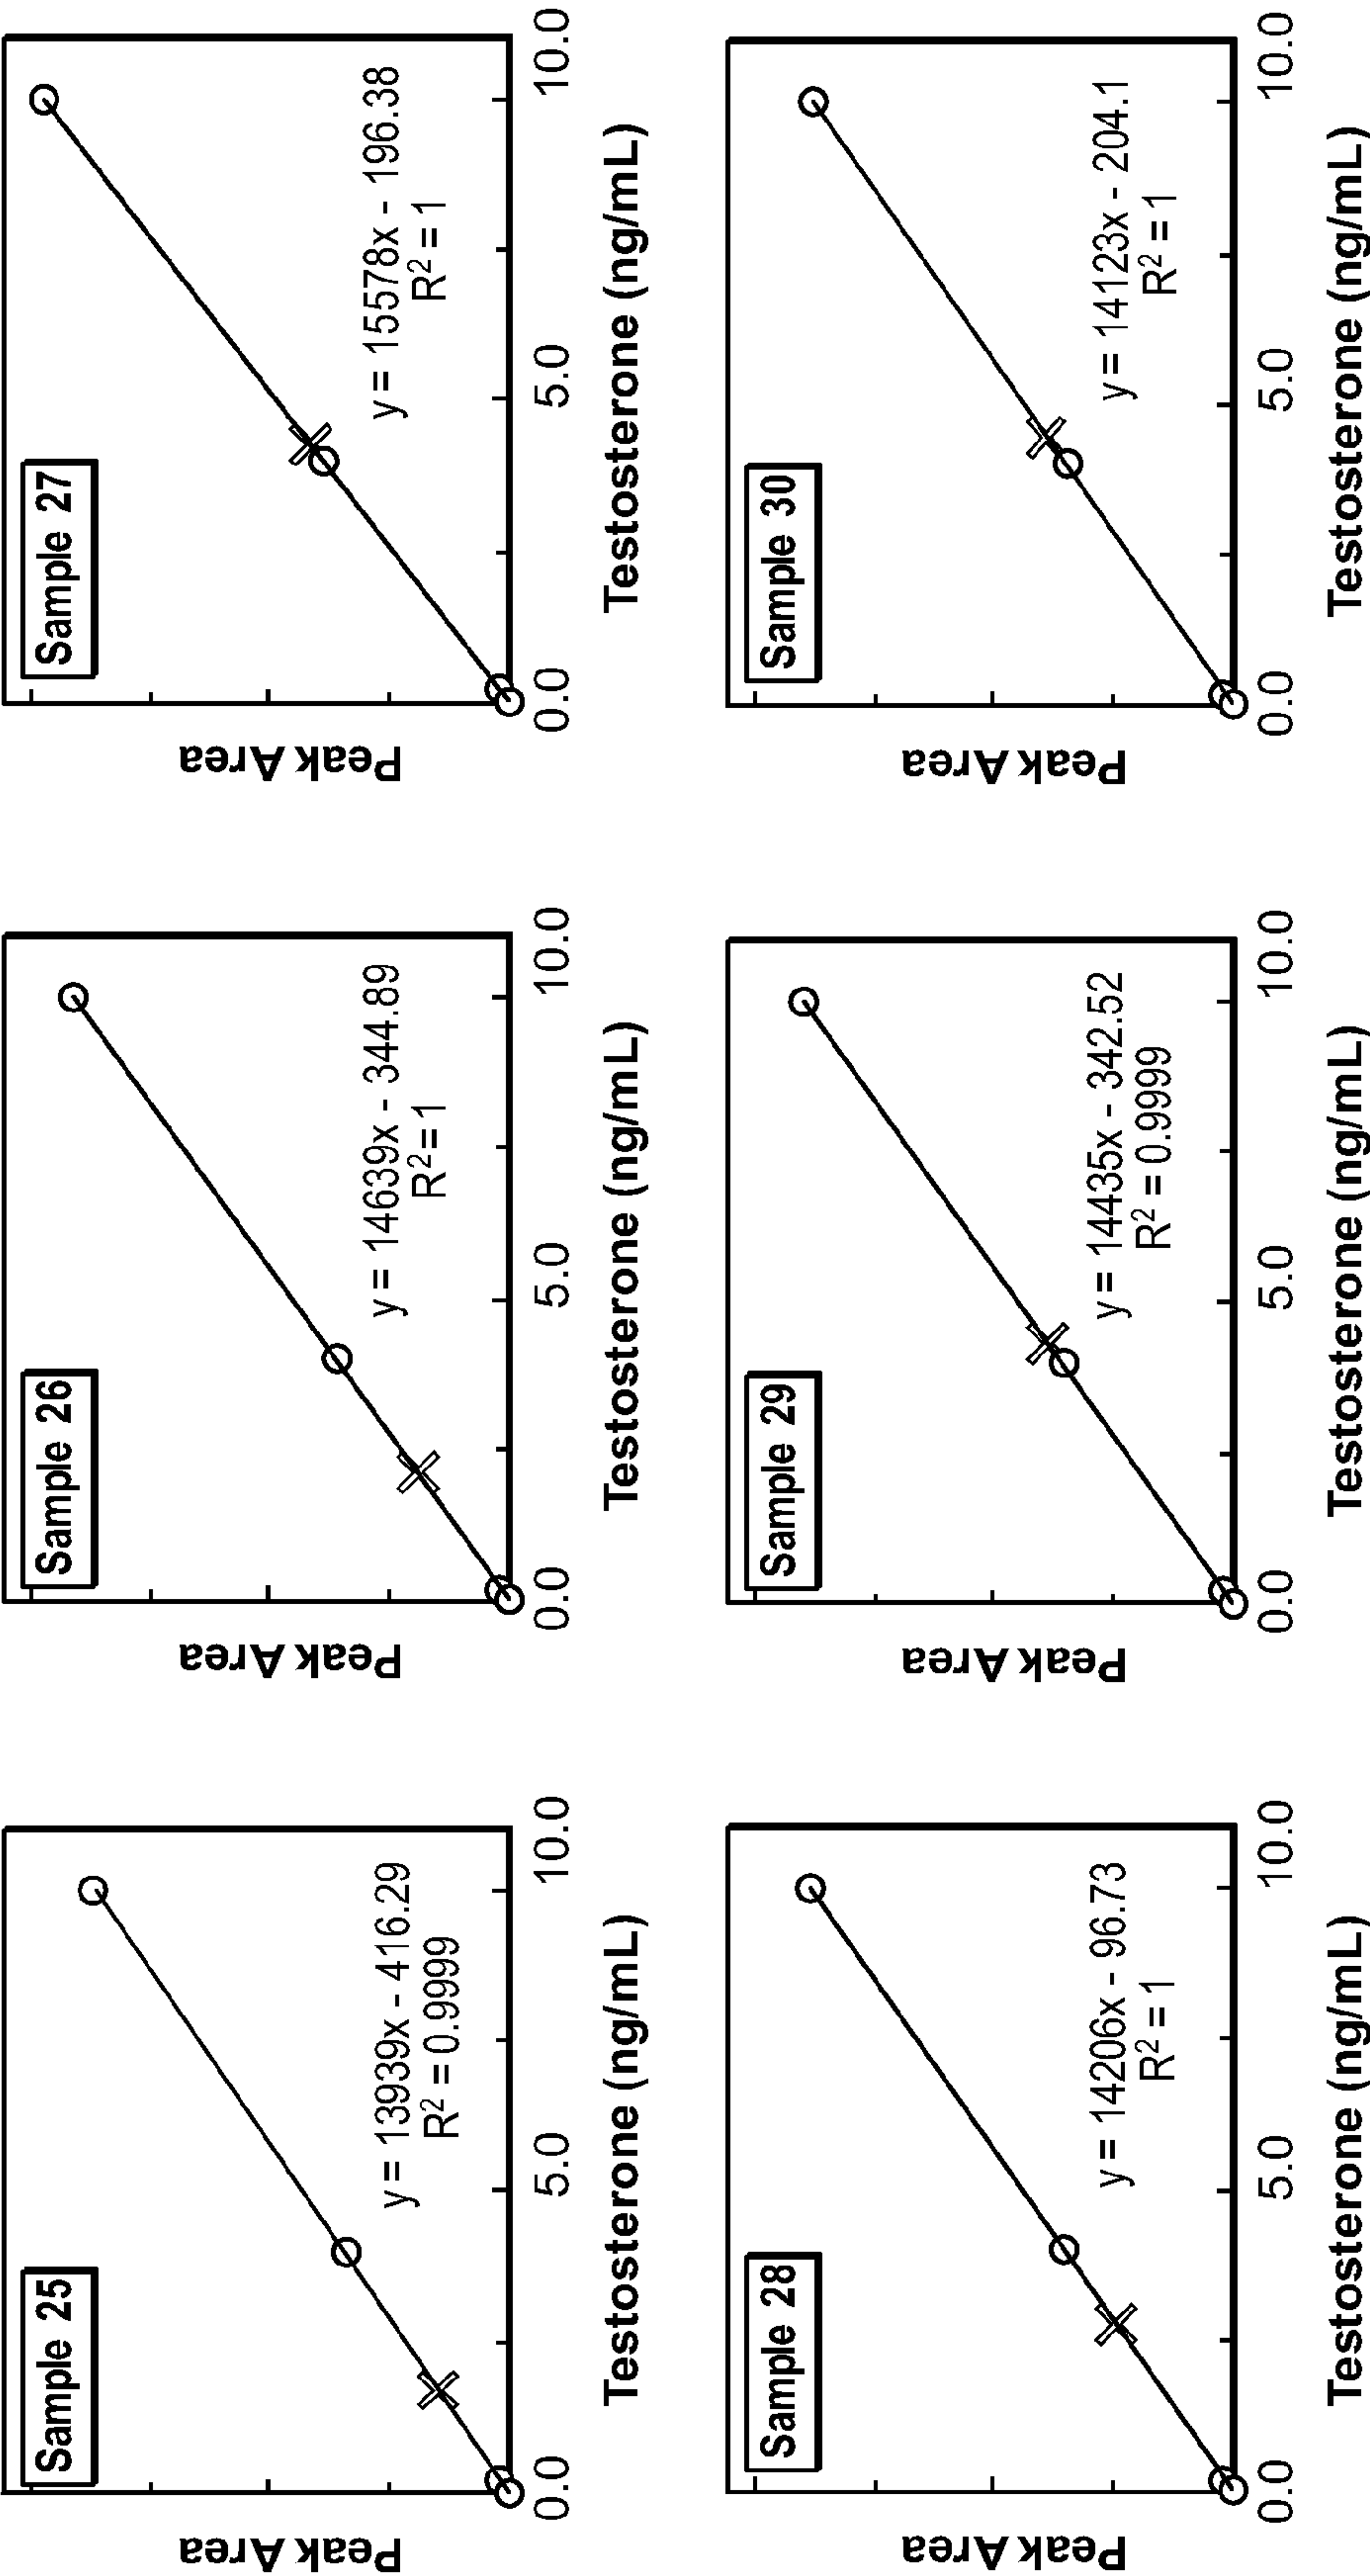 Sample 25
y = 13939x - 416.29
R² = 0.9999
Peak Area
0.0
5.0
10.0
Testosterone (ng/mL)
Sample 26
y = 14639x - 344.89
R² = 1
Peak Area
0.0
5.0
10.0
Testosterone (ng/mL)
Sample 27
y = 15578x - 196.38
R² = 1
Peak Area
0.0
5.0
10.0
Testosterone (ng/mL)
Sample 28
y = 14206x - 96.73
R² = 1
Peak Area
0.0
5.0
10.0
Testosterone (ng/mL)
Sample 29
y = 14435x - 342.52
R² = 0.9999
Peak Area
0.0
5.0
10.0
Testosterone (ng/mL)
Sample 30
y = 14123x - 204.1
R² = 1
Peak Area
0.0
5.0
10.0
Testosterone (ng/mL)